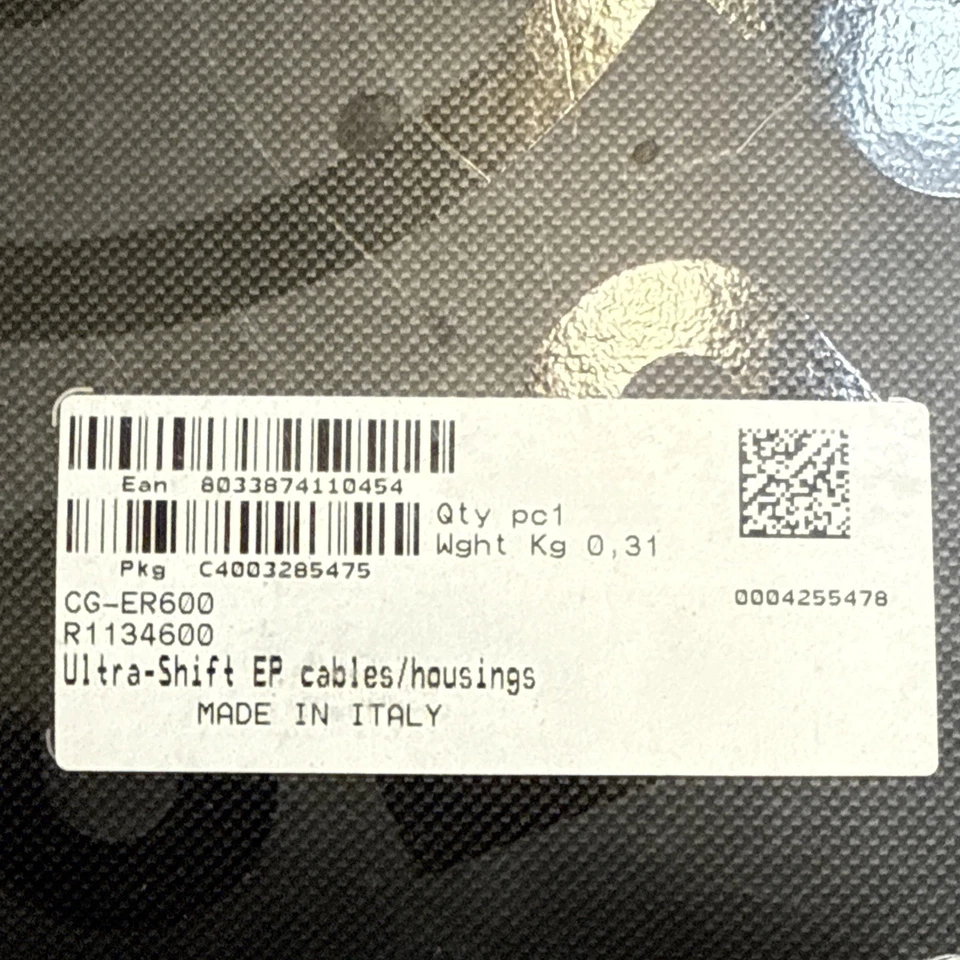 Ean 8033874110454
Qty pc1
Wght Kg 0,31
Pkg C4003285475
CG-ER600
0004255478
R1134600
Ultra-Shift EP cables/housings
MADE IN ITALY